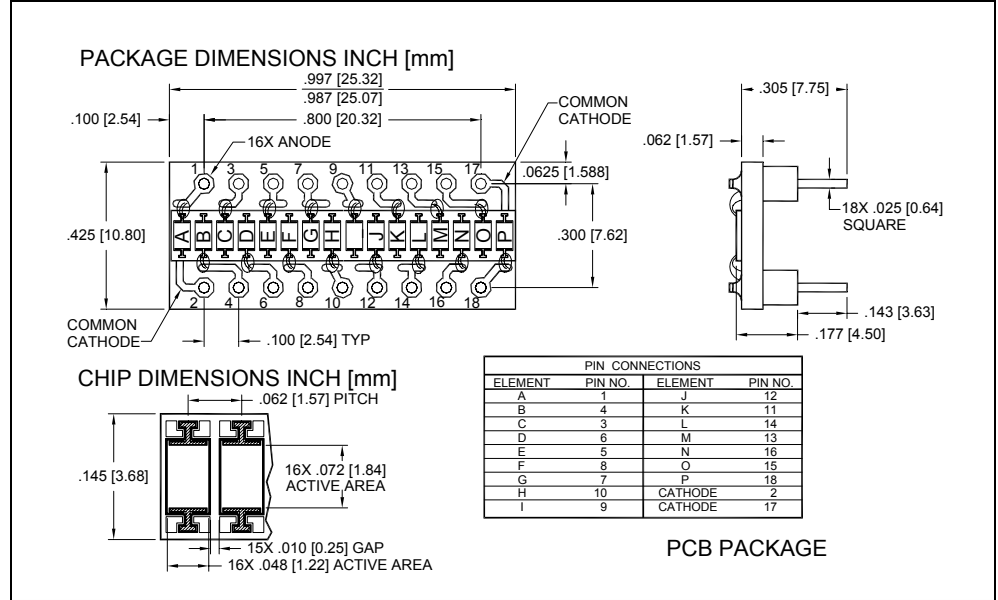 PACKAGE DIMENSIONS INCH [mm]
.997 [25.32]
.987 [25.07]
.100 [2.54]
.800 [20.32]
COMMON
CATHODE
16X ANODE
1 3 5 7 9 11 13 15 17
.0625 [1.588]
.425 [10.80]
A B C D E F G H J K L M N O P
.300 [7.62]
2 4 6 8 10 12 14 16 18
COMMON
CATHODE
.100 [2.54] TYP
.305 [7.75]
.062 [1.57]
18X .025 [0.64]
SQUARE
.143 [3.63]
.177 [4.50]
CHIP DIMENSIONS INCH [mm]
.062 [1.57] PITCH
.145 [3.68]
16X .072 [1.84]
ACTIVE AREA
15X .010 [0.25] GAP
16X .048 [1.22] ACTIVE AREA
PIN CONNECTIONS
ELEMENT PIN NO. ELEMENT PIN NO.
A 1 J 12
B 4 K 11
C 3 L 14
D 6 M 13
E 5 N 16
F 8 O 15
G 7 P 18
H 10 CATHODE 2
I 9 CATHODE 17
PCB PACKAGE